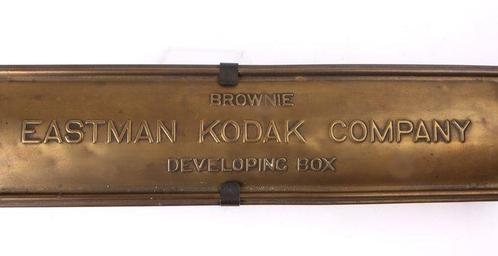 BROWNIE
EASTMAN KODAK COMPANY
DEVELOPING BOX